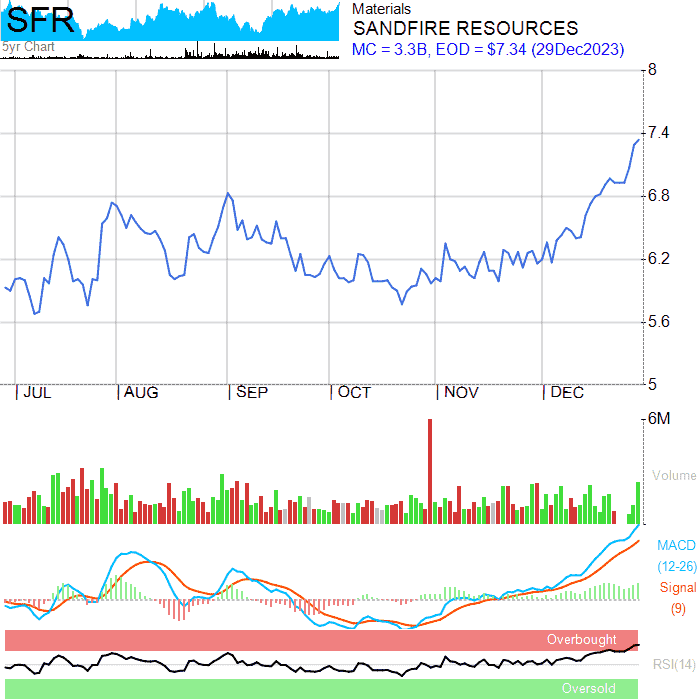 SFR
5yr Chart
Materials
SANDFIRE RESOURCES
MC = 3.3B, EOD = $7.34 (29Dec2023)
8
7.4
6.8
6.2
5.6
5
| JUL | AUG | SEP | OCT | NOV | DEC
6M
Volume
MACD
(12-26)
Signal
(9)
Overbought
RSI(14)
Oversold